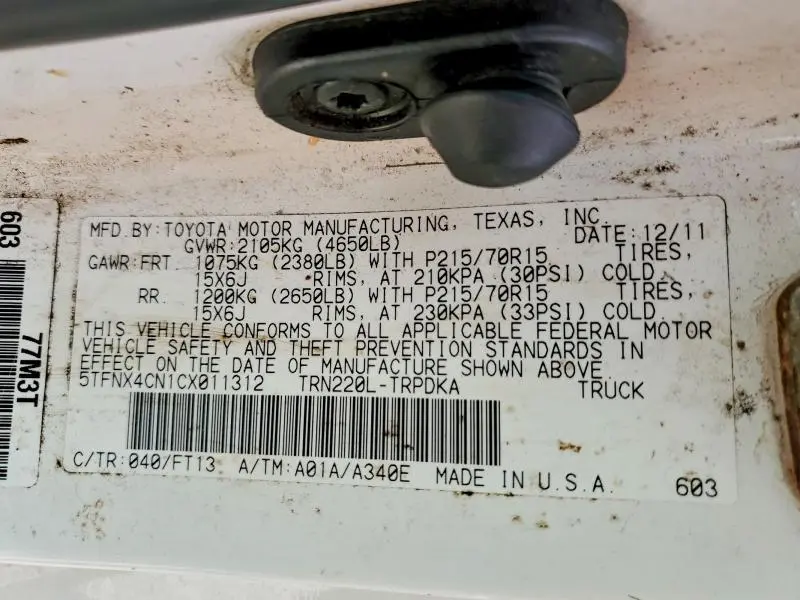 MFD.BY:TOYOTA MOTOR MANUFACTURING, TEXAS, INC.
GVWR:2105KG (4650LB) DATE:12/11
GAWR:FRT. 1075KG (2380LB) WITH P215/70R15 TIRES,
15X6J RIMS, AT 210KPA (30PSI) COLD.
RR. 1200KG (2650LB) WITH P215/70R15 TIRES,
15X6J RIMS, AT 230KPA (33PSI) COLD.
THIS VEHICLE CONFORMS TO ALL APPLICABLE FEDERAL MOTOR
VEHICLE SAFETY AND THEFT PREVENTION STANDARDS IN
EFFECT ON THE DATE OF MANUFACTURE SHOWN ABOVE.
5TFNX4CN1CX011312 TRN220L-TRPDKA TRUCK
C/TR:040/FT13 A/TM:A01A/A340E MADE IN U.S.A. 603
603
77M3T